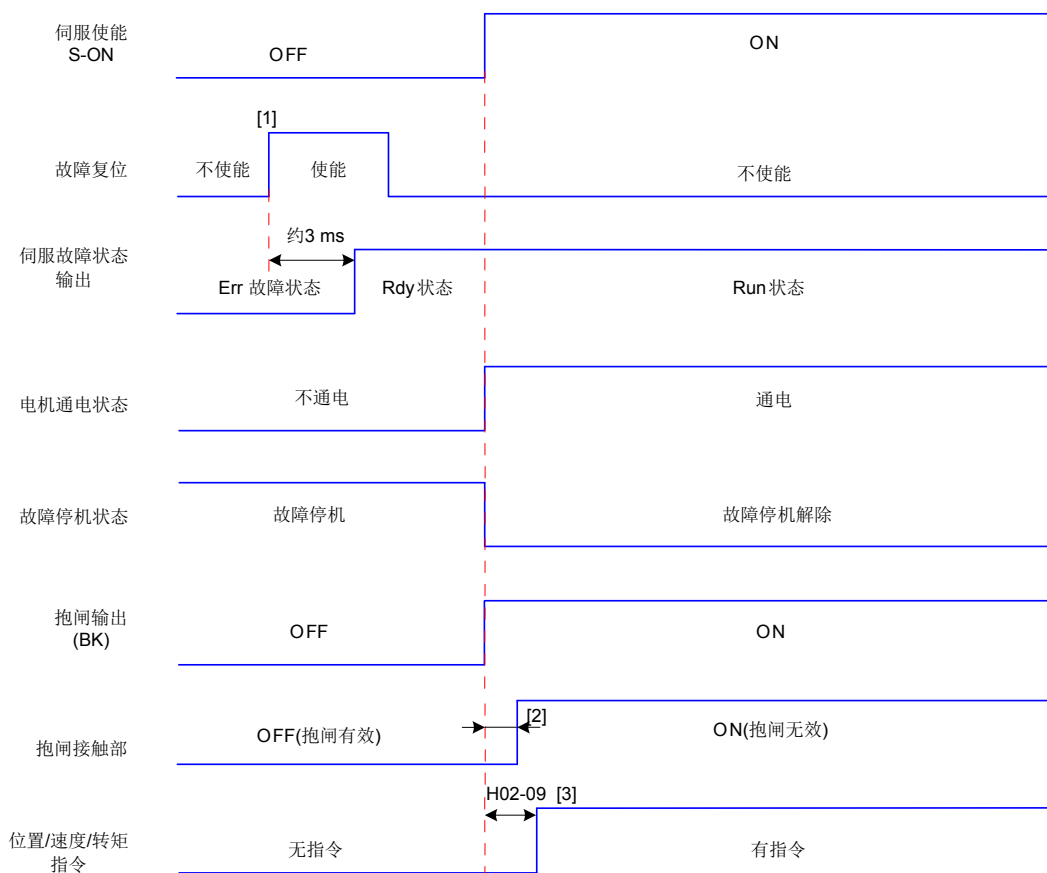 伺服使能
S-ON
OFF
ON
[1]
故障复位
不使能
使能
不使能
约3 ms
伺服故障状态
输出
Err 故障状态
Rdy状态
Run状态
电机通电状态
不通电
通电
故障停机状态
故障停机
故障停机解除
抱闸输出
(BK)
OFF
ON
[2]
抱闸接触部
OFF(抱闸有效)
ON(抱闸无效)
H02-09 [3]
位置/速度/转矩
指令
无指令
有指令